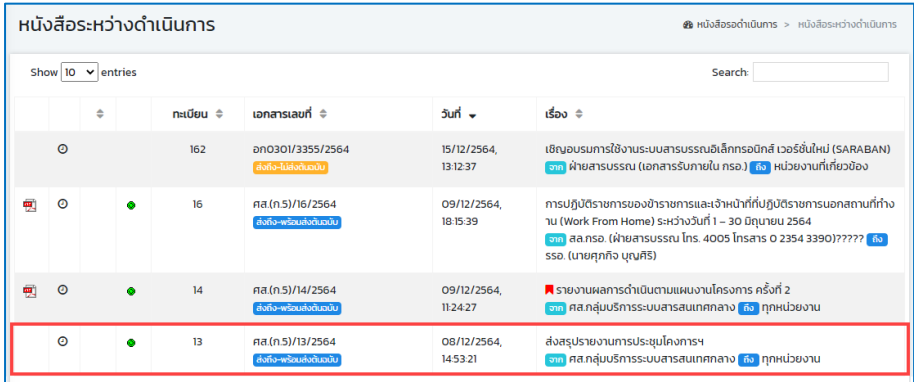 หนังสือระหว่างดำเนินการ
หนังสือรอดำเนินการ > หนังสือระหว่างดำเนินการ
Show 10 entries
Search:
ทะเบียน เอกสารเลขที่ วันที่ เรื่อง
162 อก0301/3355/2564 15/12/2564, เชิญอบรมการใช้งานระบบสารบรรณอิเล็กทรอนิกส์ เวอร์ชั่นใหม่ (SARABAN)
ส่งถึง-ไม่ส่งต้นฉบับ 13:12:37 จาก ฝ่ายสารบรรณ (เอกสารรับภายใน กรอ.) ถึง หน่วยงานที่เกี่ยวข้อง
16 ศส.(ก.5)/16/2564 09/12/2564, การปฏิบัติราชการของข้าราชการและเจ้าหน้าที่ที่ปฏิบัติราชการนอกสถานที่ทำง
ส่งถึง-พร้อมส่งต้นฉบับ 18:15:39 าน (Work From Home) ระหว่างวันที่ 1 – 30 มิถุนายน 2564
จาก สล.กรอ. (ฝ่ายสารบรรณ โทร. 4005 โทรสาร 0 2354 3390)????? ถึง
รรอ. (นายศุภกิจ บุญศิริ)
14 ศส.(ก.5)/14/2564 09/12/2564, รายงานผลการดำเนินตามแผนงานโครงการ ครั้งที่ 2
ส่งถึง-พร้อมส่งต้นฉบับ 11:24:27 จาก ศส.กลุ่มบริการระบบสารสนเทศกลาง ถึง ทุกหน่วยงาน
13 ศส.(ก.5)/13/2564 08/12/2564, ส่งสรุปรายงานการประชุมโคงการฯ
ส่งถึง-พร้อมส่งต้นฉบับ 14:53:21 จาก ศส.กลุ่มบริการระบบสารสนเทศกลาง ถึง ทุกหน่วยงาน